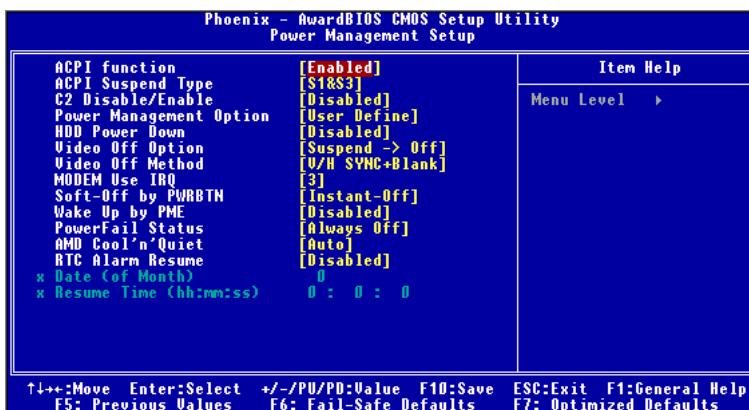 Phoenix - AwardBIOS CMOS Setup Utility
Power Management Setup
ACPI function [Enabled]
ACPI Suspend Type [S1&S3]
C2 Disable/Enable [Disabled]
Power Management Option [User Define]
HDD Power Down [Disabled]
Video Off Option [Suspend -> Off]
Video Off Method [V/H SYNC+Blank]
MODEM Use IRQ [3]
Soft-Off by PWRBTN [Instant-Off]
Wake Up by PME [Disabled]
PowerFail Status [Always Off]
AMD Cool'n'Quiet [Auto]
RTC Alarm Resume [Disabled]
x Date (of Month) 0
x Resume Time (hh:mm:ss) 0 : 0 : 0
Item Help
Menu Level ▸
↑↓→←:Move Enter:Select +/-/PU/PD:Value F10:Save ESC:Exit F1:General Help
F5: Previous Values F6: Fail-Safe Defaults F7: Optimized Defaults